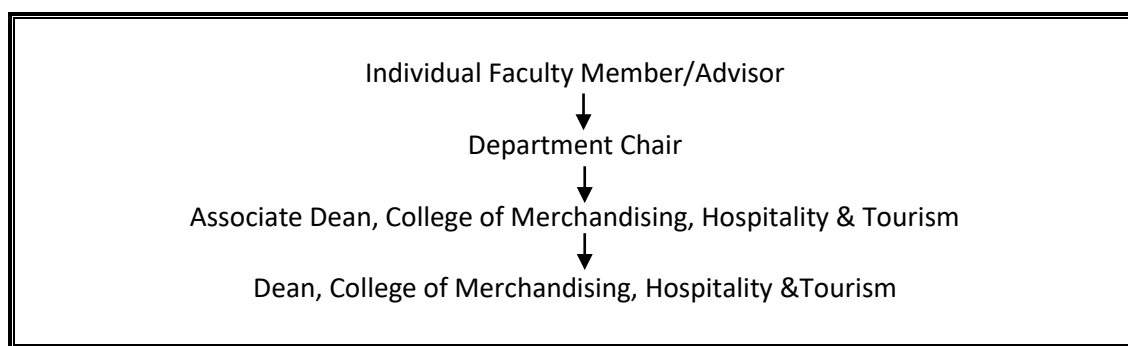 Individual Faculty Member/Advisor
Department Chair
Associate Dean, College of Merchandising, Hospitality & Tourism
Dean, College of Merchandising, Hospitality &Tourism